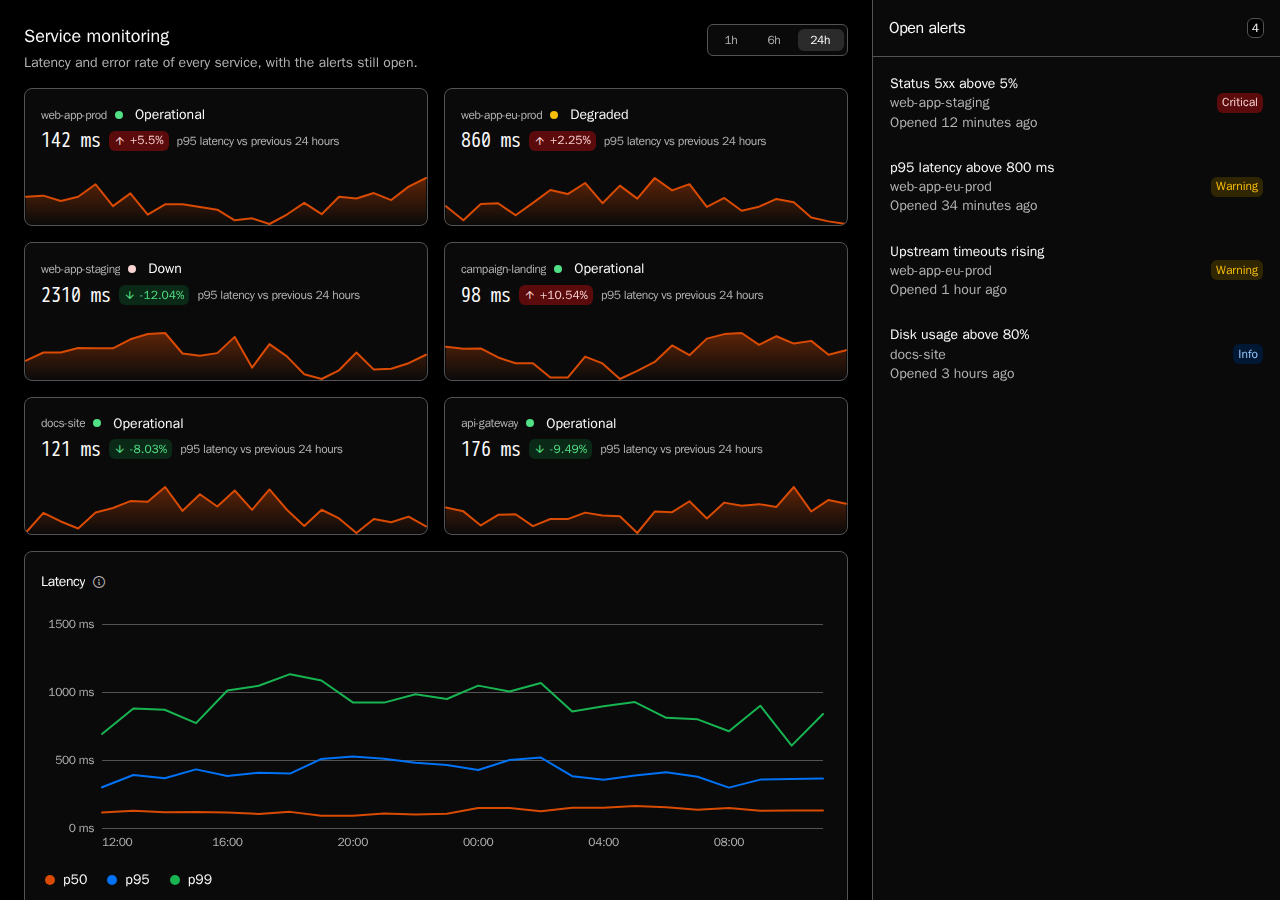 Service monitoring
Latency and error rate of every service, with the alerts still open.
1h 6h 24h
web-app-prod Operational
142 ms +5.5% p95 latency vs previous 24 hours
web-app-eu-prod Degraded
860 ms +2.25% p95 latency vs previous 24 hours
web-app-staging Down
2310 ms -12.04% p95 latency vs previous 24 hours
campaign-landing Operational
98 ms +10.54% p95 latency vs previous 24 hours
docs-site Operational
121 ms -8.03% p95 latency vs previous 24 hours
api-gateway Operational
176 ms -9.49% p95 latency vs previous 24 hours
Latency
1500 ms
1000 ms
500 ms
0 ms
12:00 16:00 20:00 00:00 04:00 08:00
p50 p95 p99
Open alerts 4
Status 5xx above 5%
web-app-staging Critical
Opened 12 minutes ago
p95 latency above 800 ms
web-app-eu-prod Warning
Opened 34 minutes ago
Upstream timeouts rising
web-app-eu-prod Warning
Opened 1 hour ago
Disk usage above 80%
docs-site Info
Opened 3 hours ago